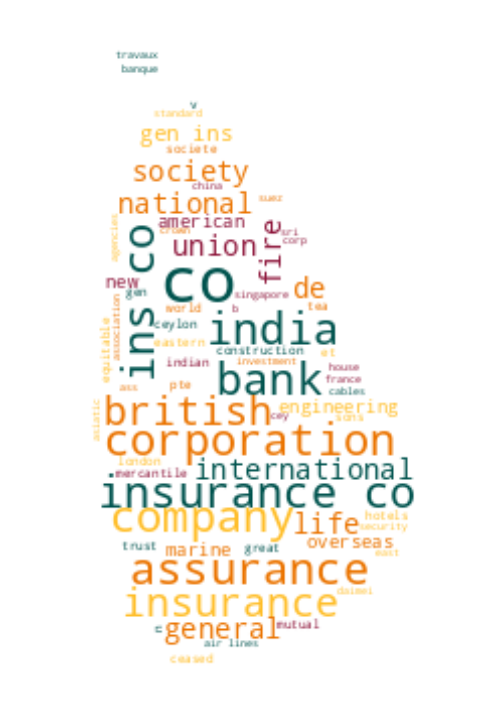 travaux
banque
v
standard
gen ins
societe
society
china
national
suez
american
crown
sri
corp
agencies
union
fire
ins co
co
new
gen
de
singapore
world
b
tea
association
ceylon
india
eastern
construction
et
equitable
indian
investment
house
bank
france
ass
pte
cables
british
cey
engineering
sons
asiatic
corporation
london
mercantile
international
insurance co
company
life
hotels
security
overseas
trust
marine
great
east
assurance
daimei
insurance
general
mutual
air lines
ceased